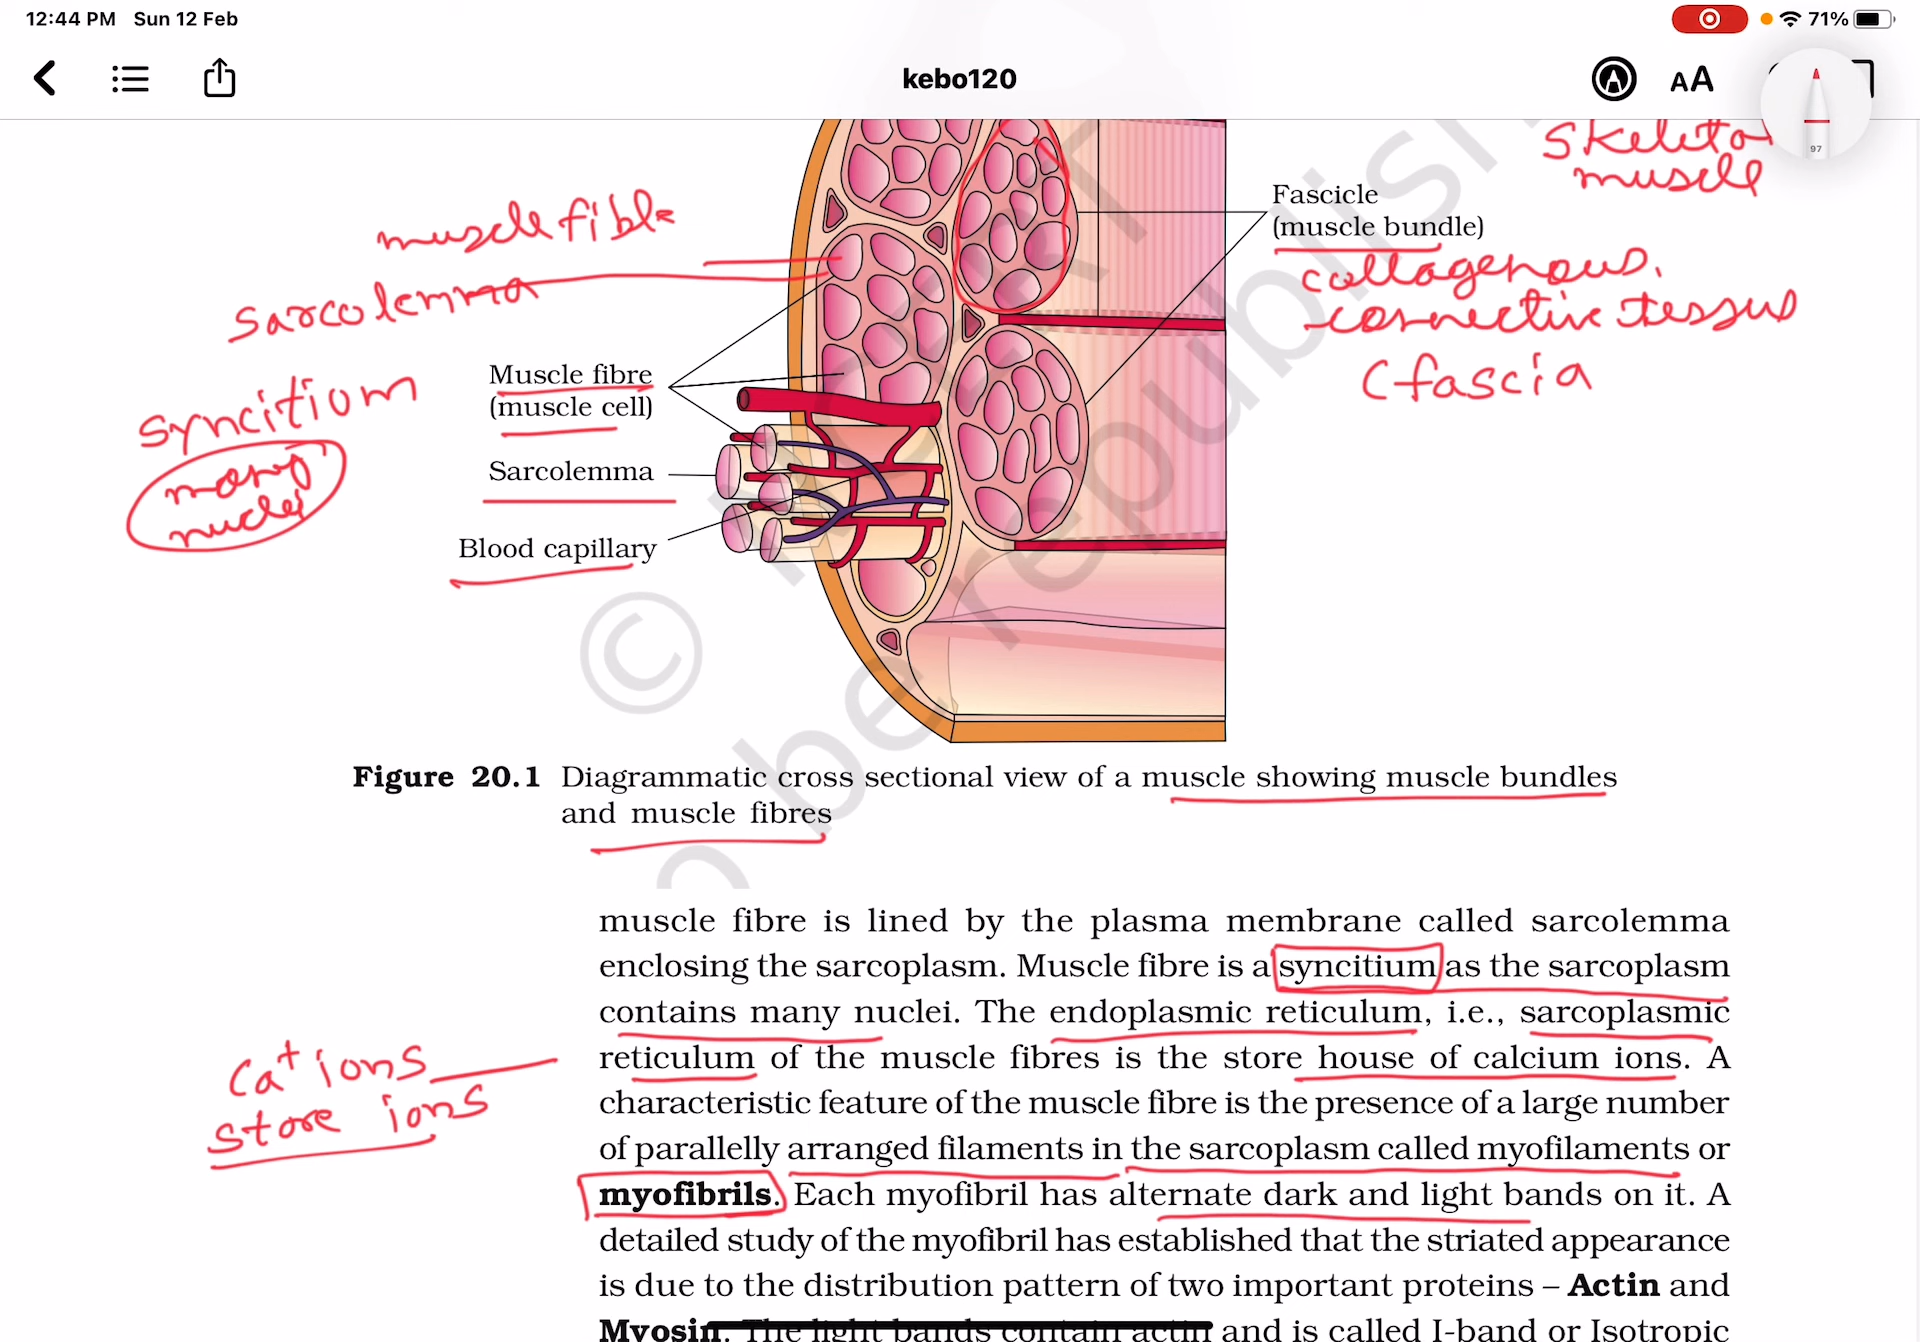 12:44 PM Sun 12 Feb
71%
kebo120
AA
97
muscle
Fascicle
(muscle bundle)
collagenous.
connective tessus
(fascia
muscle fible
Sarcolemma
Syncitium
many
nuclei
Muscle fibre
(muscle cell)
Sarcolemma
Blood capillary
©
be republish
Figure 20.1 Diagrammatic cross sectional view of a muscle showing muscle bundles
and muscle fibres
muscle fibre is lined by the plasma membrane called sarcolemma
enclosing the sarcoplasm. Muscle fibre is a syncitium as the sarcoplasm
contains many nuclei. The endoplasmic reticulum, i.e., sarcoplasmic
reticulum of the muscle fibres is the store house of calcium ions. A
characteristic feature of the muscle fibre is the presence of a large number
of parallelly arranged filaments in the sarcoplasm called myofilaments or
myofibrils. Each myofibril has alternate dark and light bands on it. A
detailed study of the myofibril has established that the striated appearance
is due to the distribution pattern of two important proteins – Actin and
Myosin. The light bands contain actin and is called I-band or Isotropic
Ca+ ions
store ions